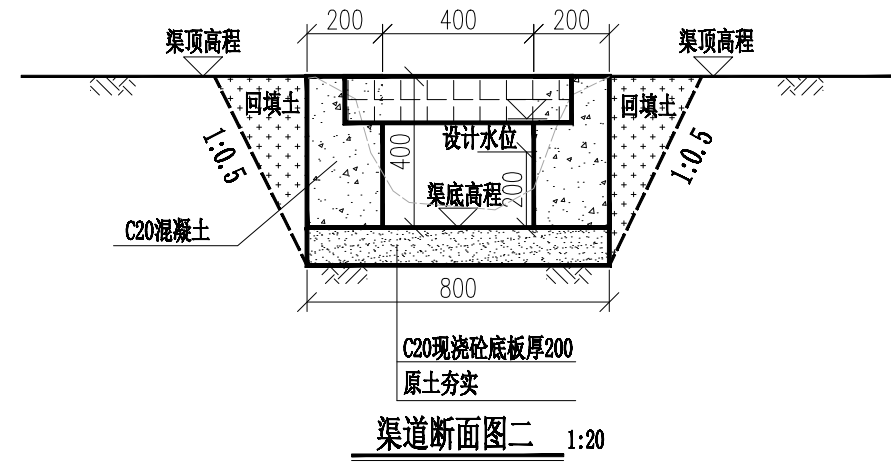 200 400 200
渠顶高程 渠顶高程
回填土 回填土
1:0.5 1:0.5
设计水位
400
渠底高程
200
C20混凝土
800
C20现浇砼底板厚200
原土夯实
渠道断面图二 1:20